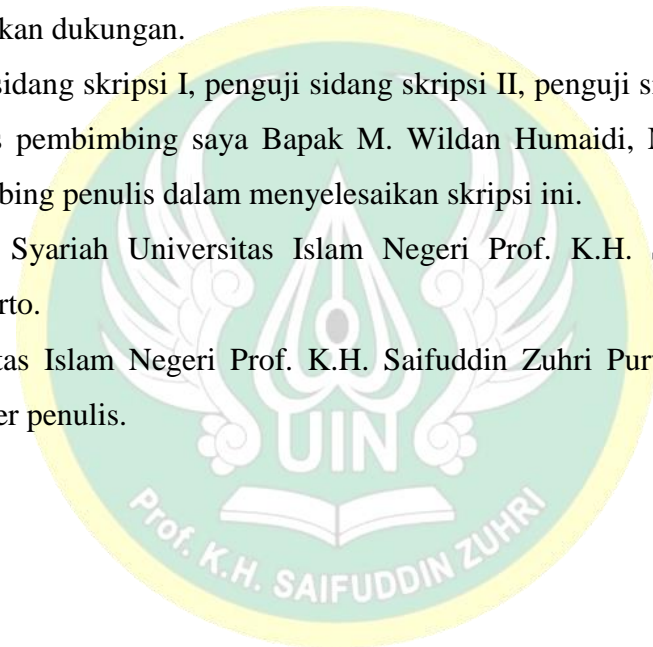 kan dukungan.
sidang skripsi I, penguji sidang skripsi II, penguji
pembimbing saya Bapak M. Wildan Humaidi,
bing penulis dalam menyelesaikan skripsi ini.
Syariah Universitas Islam Negeri Prof. K.H.
rto.
tas Islam Negeri Prof. K.H. Saifuddin Zuhri Pur
er penulis.
UIN
Prof. K.H. SAIFUDDIN ZUHRI